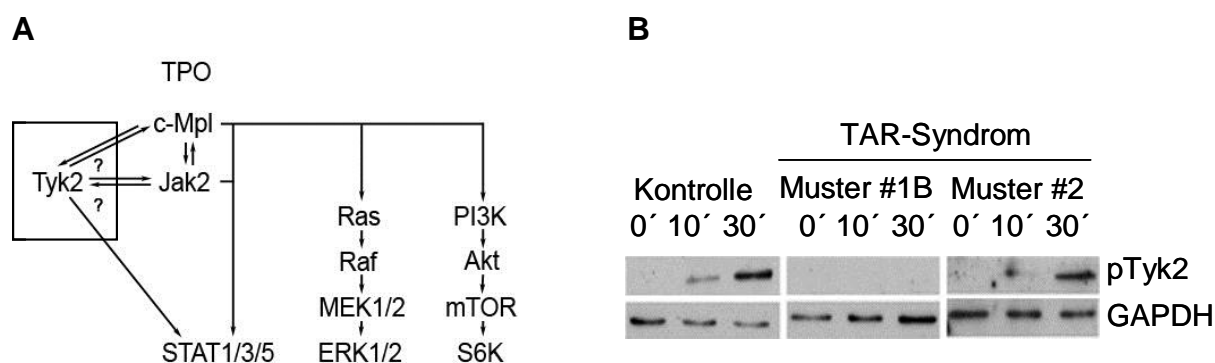 A
TPO
c-Mpl
?
Tyk2
Jak2
?
Ras
PI3K
Raf
Akt
MEK1/2
mTOR
STAT1/3/5
ERK1/2
S6K
B
TAR-Syndrom
Kontrolle Muster #1B Muster #2
0´ 10´ 30´ 0´ 10´ 30´ 0´ 10´ 30´
pTyk2
GAPDH